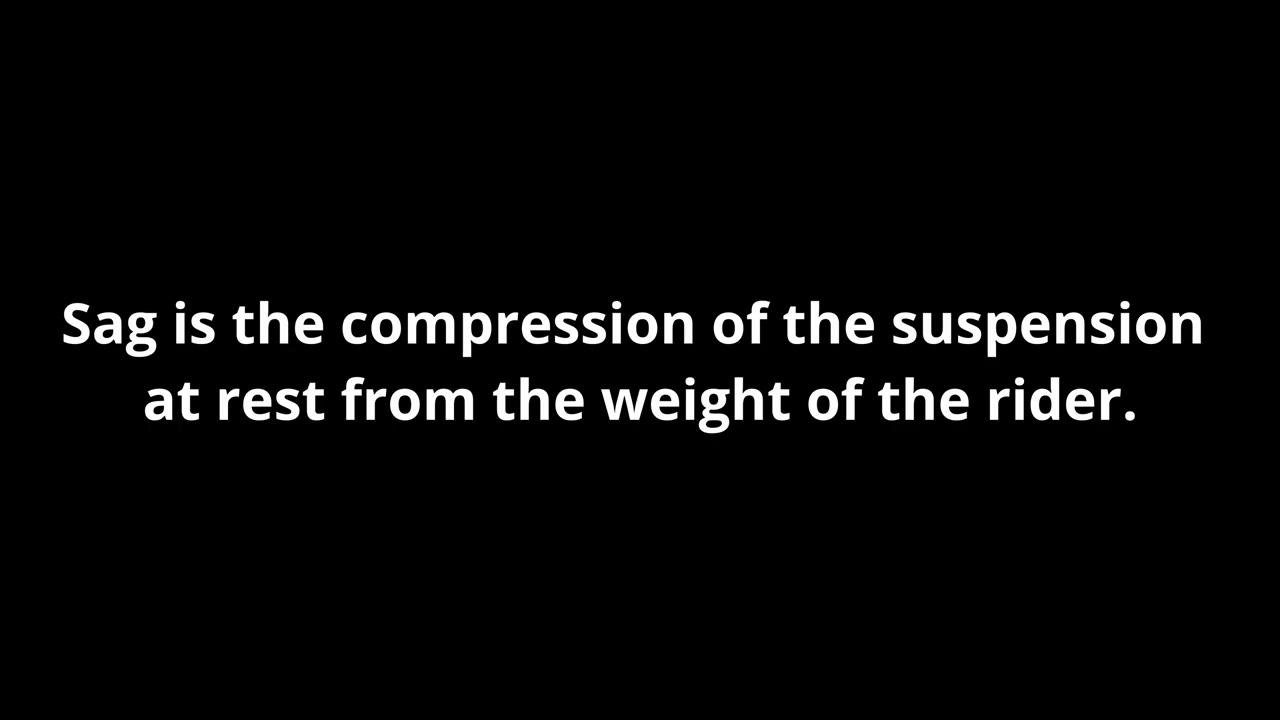 Sag is the compression of the suspension
at rest from the weight of the rider.